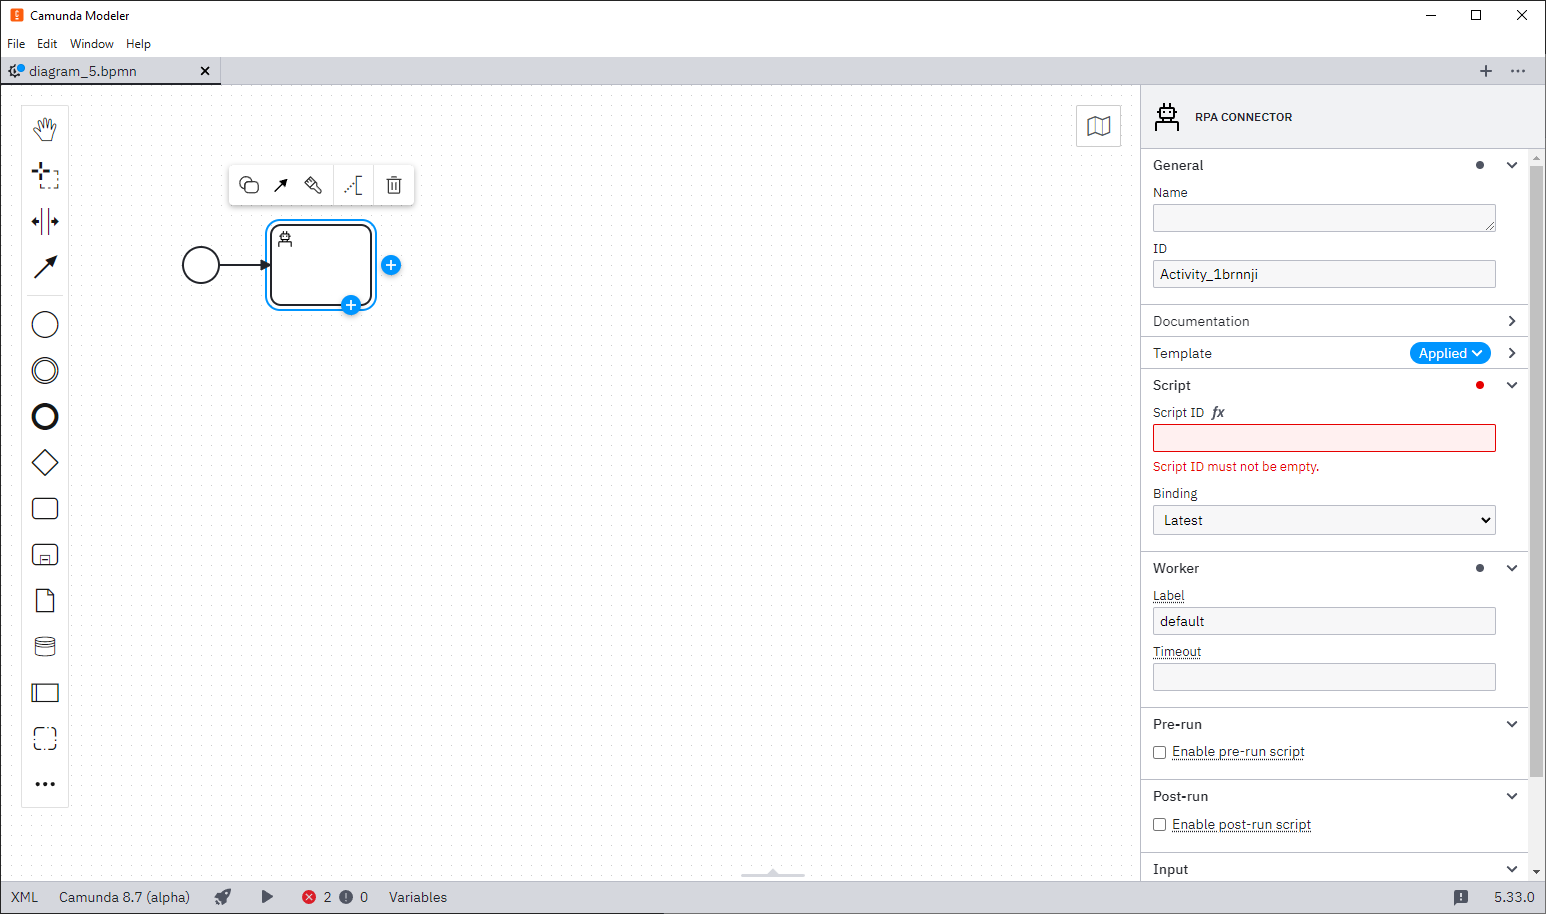 Camunda Modeler
File Edit Window Help
diagram_5.bpmn
RPA CONNECTOR
General
Name
ID
Activity_1brnnji
Documentation
Template Applied
Script
Script ID fx
Script ID must not be empty.
Binding
Latest
Worker
Label
default
Timeout
Pre-run
Enable pre-run script
Post-run
Enable post-run script
Input
XML Camunda 8.7 (alpha) 2 0 Variables 5.33.0